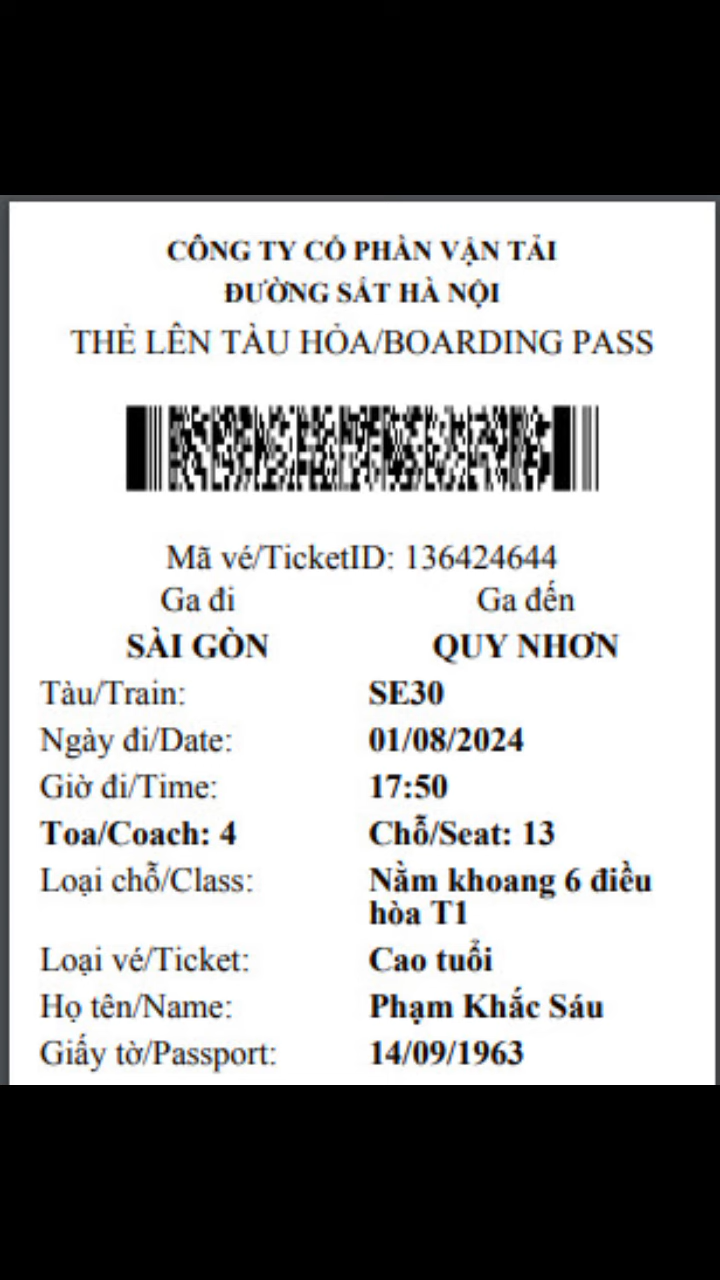 CÔNG TY CỔ PHẦN VẬN TẢI
ĐƯỜNG SẮT HÀ NỘI
THẺ LÊN TÀU HỎA/BOARDING PASS
Mã vé/TicketID: 136424644
Ga đi Ga đến
SÀI GÒN QUY NHƠN
Tàu/Train: SE30
Ngày đi/Date: 01/08/2024
Giờ đi/Time: 17:50
Toa/Coach: 4 Chỗ/Seat: 13
Loại chỗ/Class: Nằm khoang 6 điều
hòa T1
Loại vé/Ticket: Cao tuổi
Họ tên/Name: Phạm Khắc Sáu
Giấy tờ/Passport: 14/09/1963